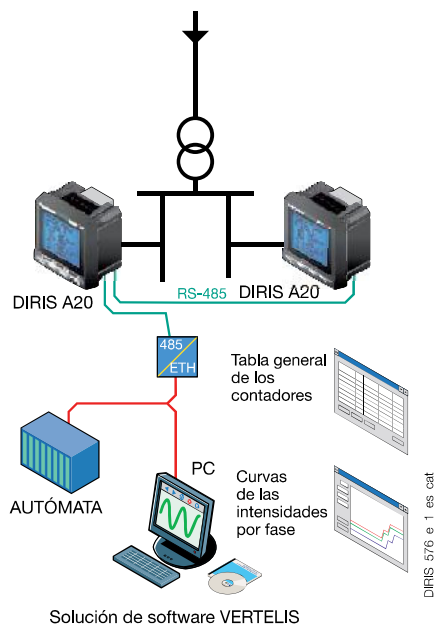 RS-485
DIRIS A20
DIRIS A20
485
ETH
Tabla general
de los
contadores
PC
AUTÓMATA
Curvas
de las
intensidades
por fase
DIRIS 576 e 1 es cat
Solución de software VERTELIS